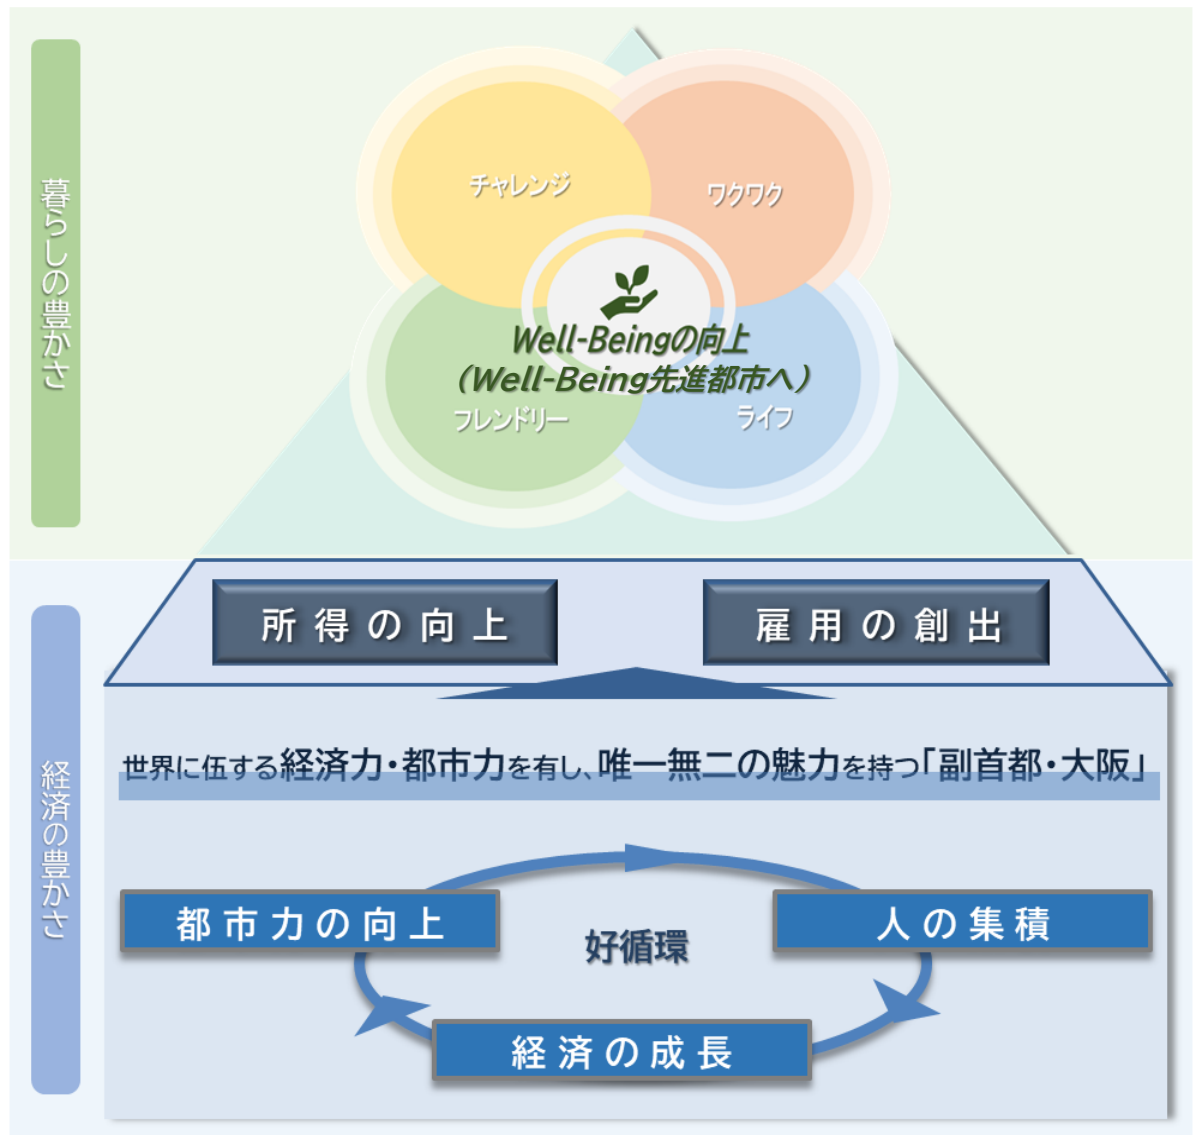 暮らしの豊かさ
チャレンジ
ワクワク
Well-Beingの向上
（Well-Being先進都市へ）
フレンドリー
ライフ
所得の向上
雇用の創出
経済の豊かさ
世界に伍する経済力・都市力を有し、唯一無二の魅力を持つ「副首都・大阪」
都市力の向上
人の集積
好循環
経済の成長